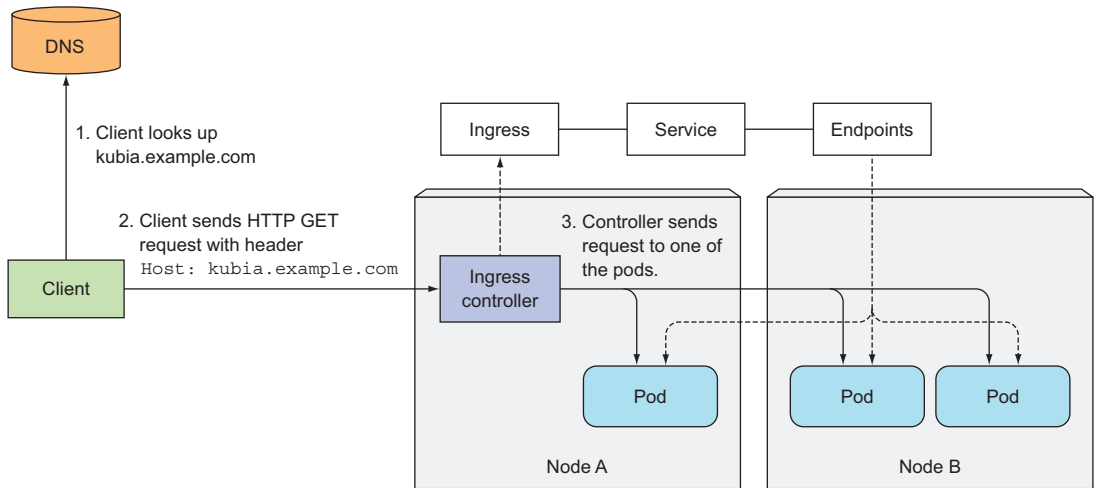 DNS
1. Client looks up
kubia.example.com
Ingress
Service
Endpoints
2. Client sends HTTP GET
request with header
Host: kubia.example.com
3. Controller sends
request to one of
the pods.
Client
Ingress
controller
Pod
Pod
Pod
Node A
Node B